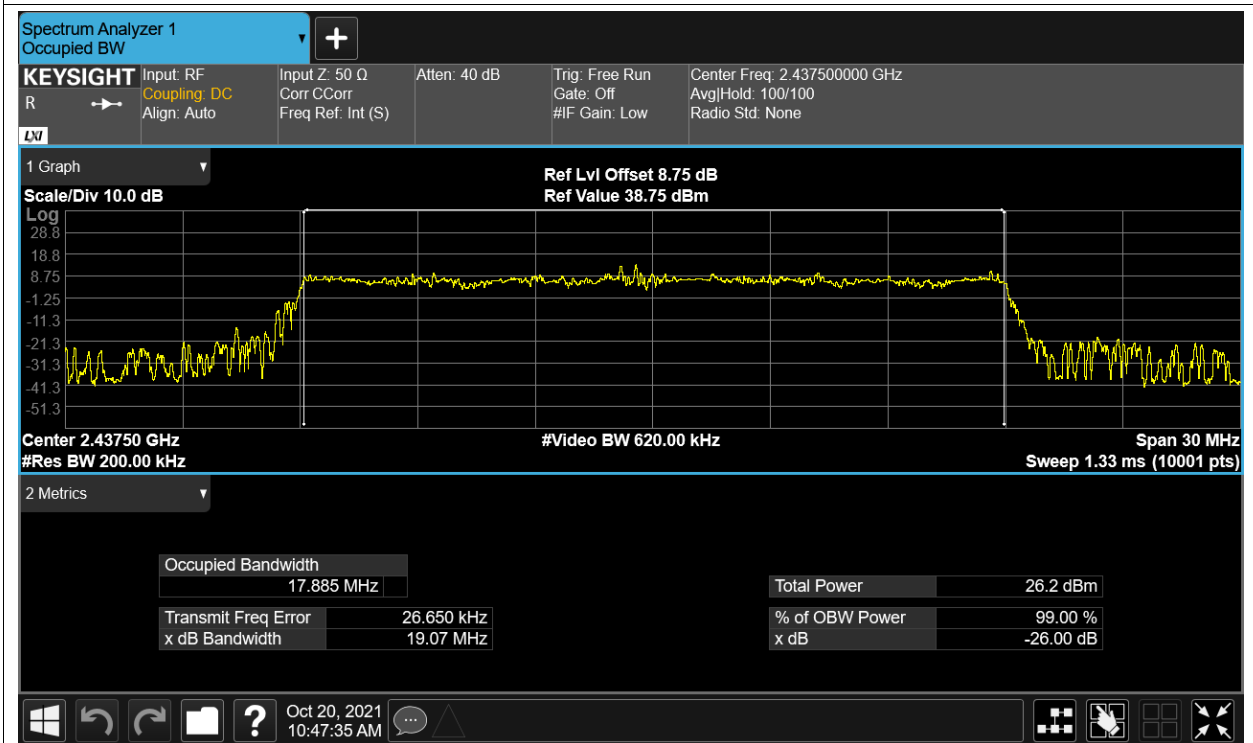 Spectrum Analyzer 1
Occupied BW
KEYSIGHT
R
LXI
Input: RF
Coupling: DC
Align: Auto
Input Z: 50 Ω
Corr CCorr
Freq Ref: Int (S)
Atten: 40 dB
Trig: Free Run
Gate: Off
#IF Gain: Low
Center Freq: 2.437500000 GHz
Avg|Hold: 100/100
Radio Std: None
1 Graph
Ref Lvl Offset 8.75 dB
Scale/Div 10.0 dB
Ref Value 38.75 dBm
Log
28.8
18.8
8.75
-1.25
-11.3
-21.3
-31.3
-41.3
-51.3
Center 2.43750 GHz
#Video BW 620.00 kHz
Span 30 MHz
#Res BW 200.00 kHz
Sweep 1.33 ms (10001 pts)
2 Metrics
Occupied Bandwidth
17.885 MHz
Total Power 26.2 dBm
Transmit Freq Error 26.650 kHz
% of OBW Power 99.00 %
x dB Bandwidth 19.07 MHz
x dB -26.00 dB
?
Oct 20, 2021
10:47:35 AM